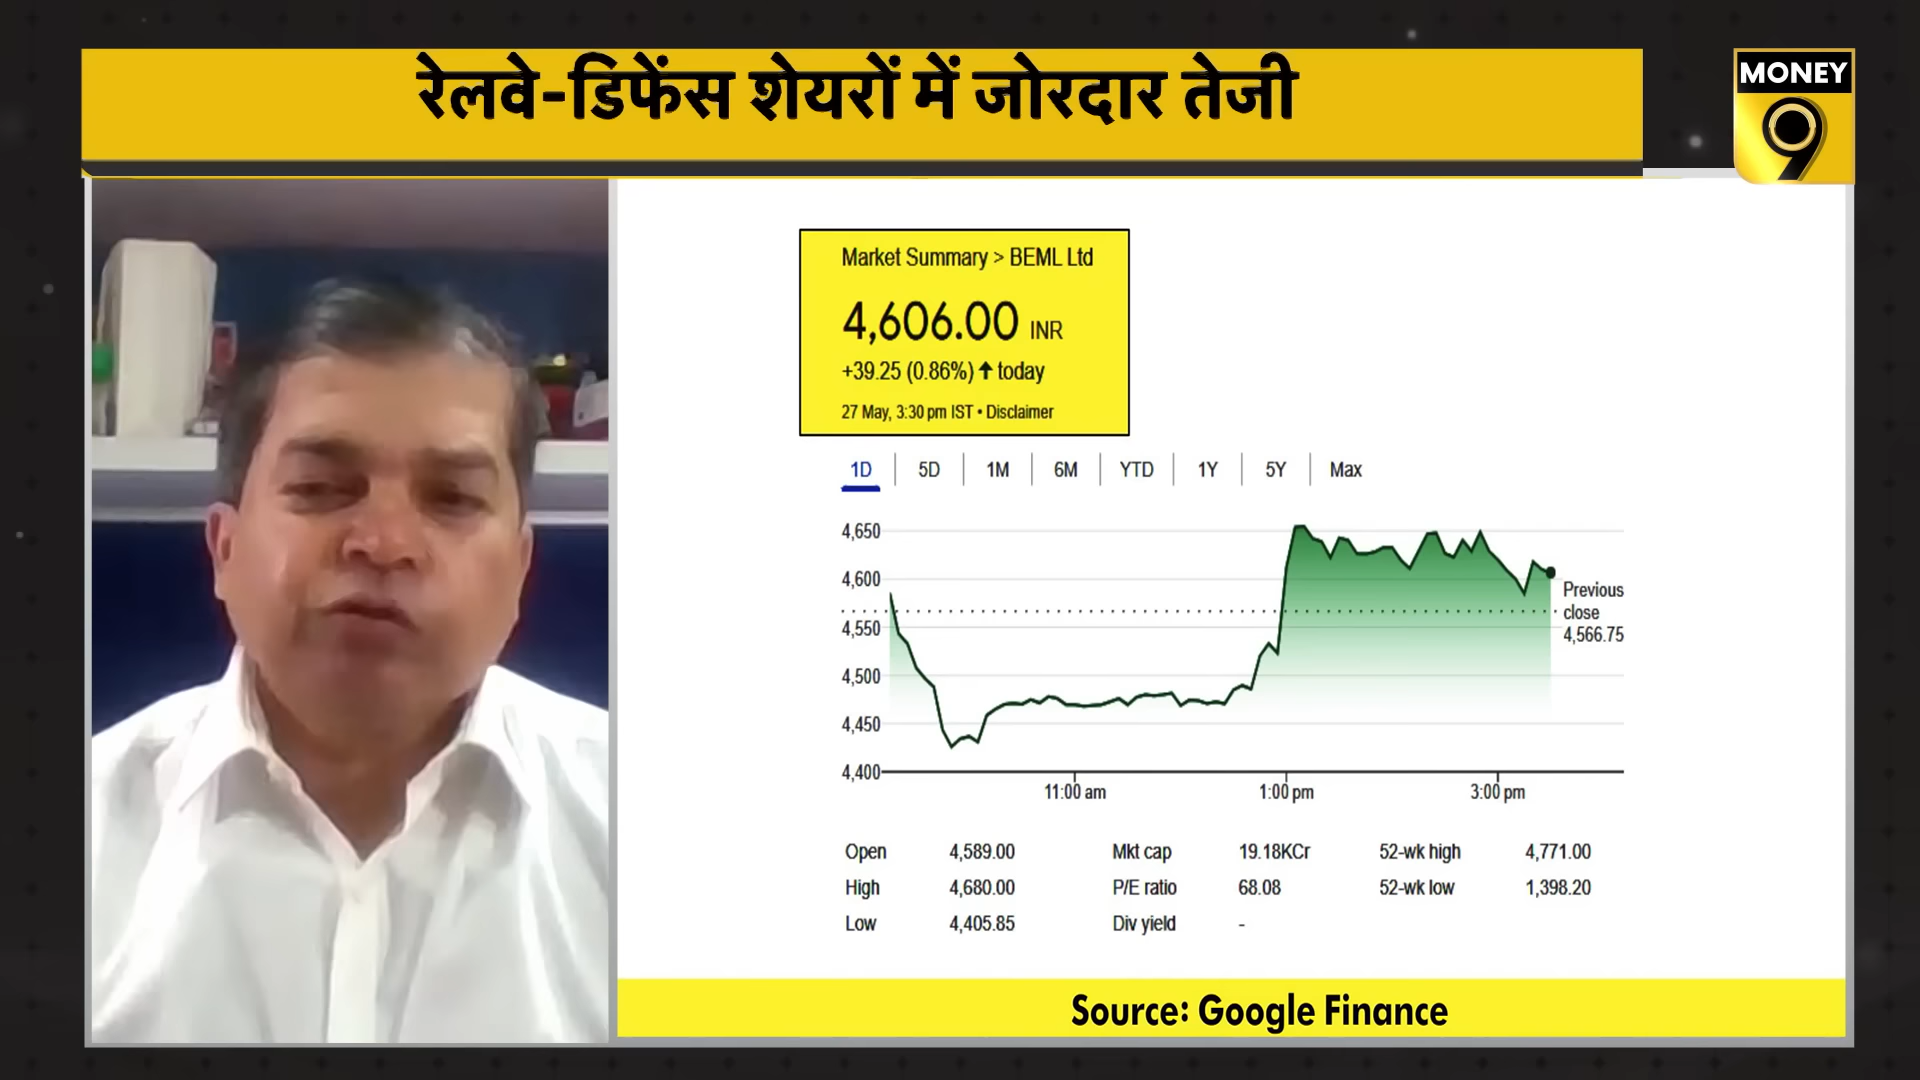 रेलवे-डिफेंस शेयरों में जोरदार तेजी
MONEY
9
Market Summary > BEML Ltd
4,606.00 INR
+39.25 (0.86%) ↑ today
27 May, 3:30 pm IST • Disclaimer
1D 5D 1M 6M YTD 1Y 5Y Max
4,650
4,600
4,550
4,500
4,450
4,400
Previous
close
4,566.75
11:00 am 1:00 pm 3:00 pm
Open 4,589.00 Mkt cap 19.18KCr 52-wk high 4,771.00
High 4,680.00 P/E ratio 68.08 52-wk low 1,398.20
Low 4,405.85 Div yield -
Source: Google Finance